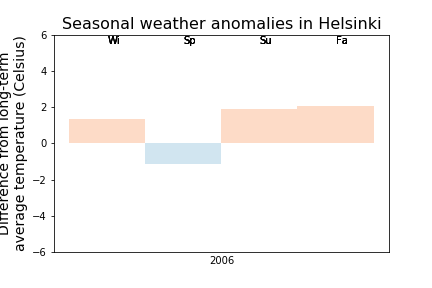 Seasonal weather anomalies in Helsinki
Difference from long-term
average temperature (Celsius)
6
4
2
0
−2
−4
−6
Wi Sp Su Fa
2006